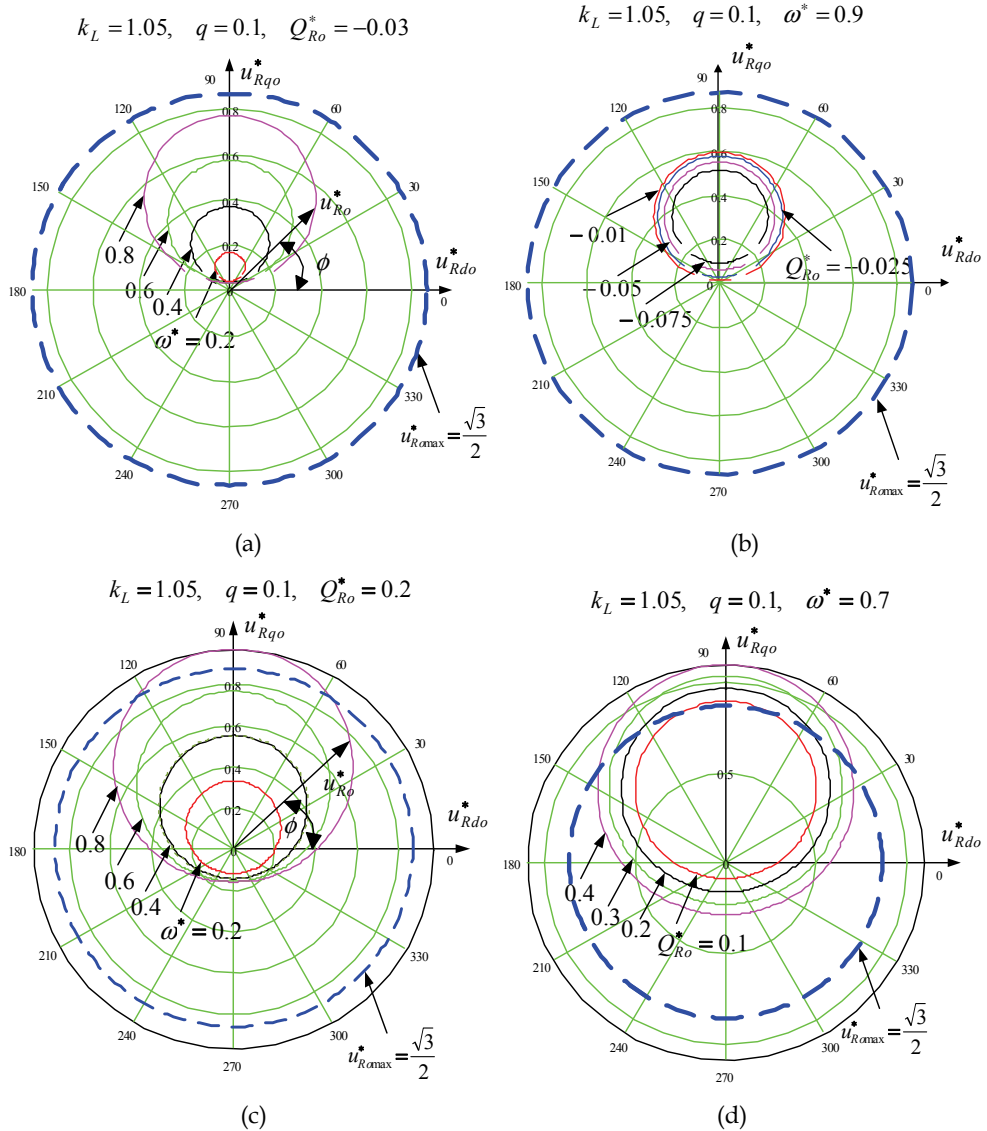 k_L = 1.05, q = 0.1, Q*_Ro = −0.03
u*_Rqo
90
120
60
0.8
0.6
150
30
0.4
u*_Ro
0.2
0.8
ϕ
u*_Rdo
0.6
180
0
0
0.4
ω* = 0.2
210
330
u*_Romax = √3/2
240
300
270
(a)
k_L = 1.05, q = 0.1, ω* = 0.9
u*_Rqo
90
120
60
0.8
0.6
150
30
0.4
−0.01
0.2
u*_Rdo
Q*_Ro = −0.025
180
0
0
−0.05
−0.075
210
330
240
300
u*_Romax = √3/2
270
(b)
k_L = 1.05, q = 0.1, Q*_Ro = 0.2
u*_Rqo
90
120
60
0.8
0.6
150
30
0.4
u*_Ro
0.2
u*_Rdo
0.8
ϕ
180
0
0
0.6
0.4
ω* = 0.2
210
330
240
300
u*_Romax = √3/2
270
(c)
k_L = 1.05, q = 0.1, ω* = 0.7
u*_Rqo
90
120
60
150
30
0.5
u*_Rdo
180
0
0
0.4
0.3
0.2
Q*_Ro = 0.1
210
330
u*_Romax = √3/2
240
300
270
(d)